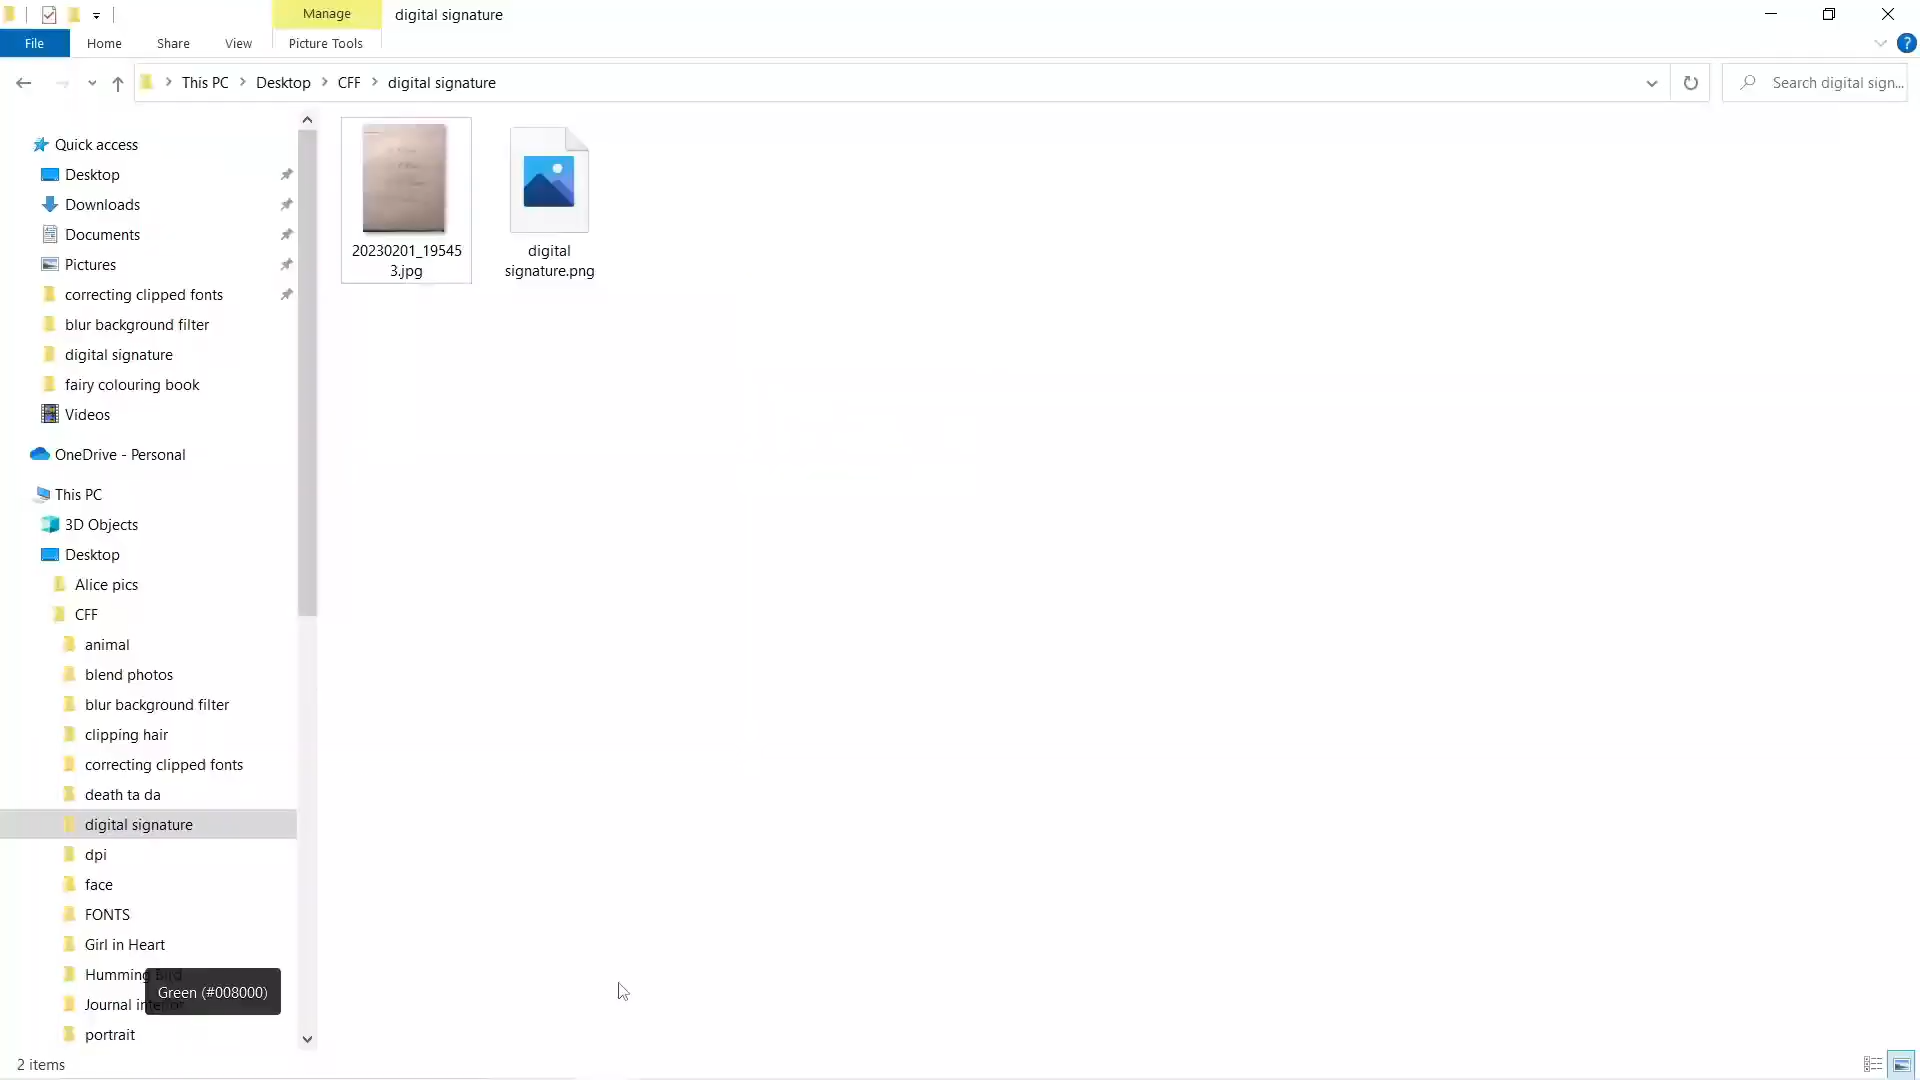 Manage
digital signature
File
Home
Share
View
Picture Tools
?
This PC
Desktop
CFF
digital signature
Search digital sign...
Quick access
Desktop
Downloads
Documents
Pictures
correcting clipped fonts
blur background filter
digital signature
fairy colouring book
Videos
OneDrive - Personal
This PC
3D Objects
Desktop
Alice pics
CFF
animal
blend photos
blur background filter
clipping hair
correcting clipped fonts
death ta da
digital signature
dpi
face
FONTS
Girl in Heart
Humming
Green (#008000)
Journal
portrait
20230201_19545
3.jpg
digital
signature.png
2 items